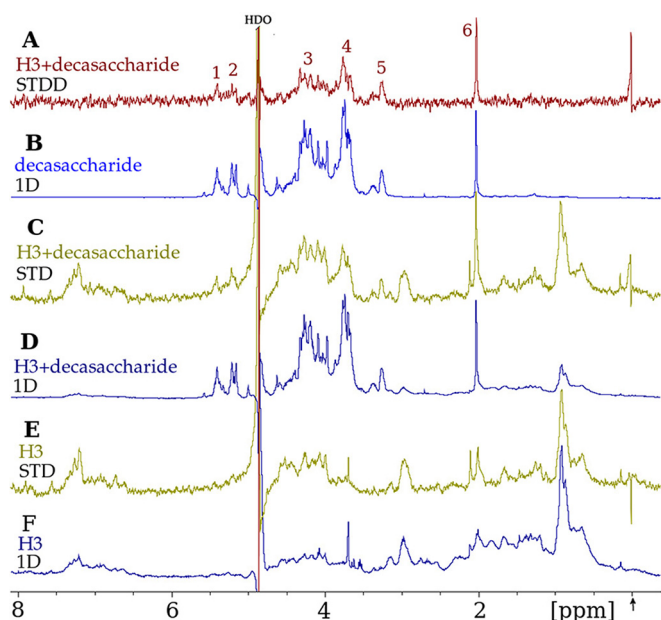 HDO
A
H3+decasaccharide
STDD
1 2 3 4 5 6
B
decasaccharide
1D
C
H3+decasaccharide
STD
D
H3+decasaccharide
1D
E
H3
STD
F
H3
1D
8 6 4 2 [ppm]